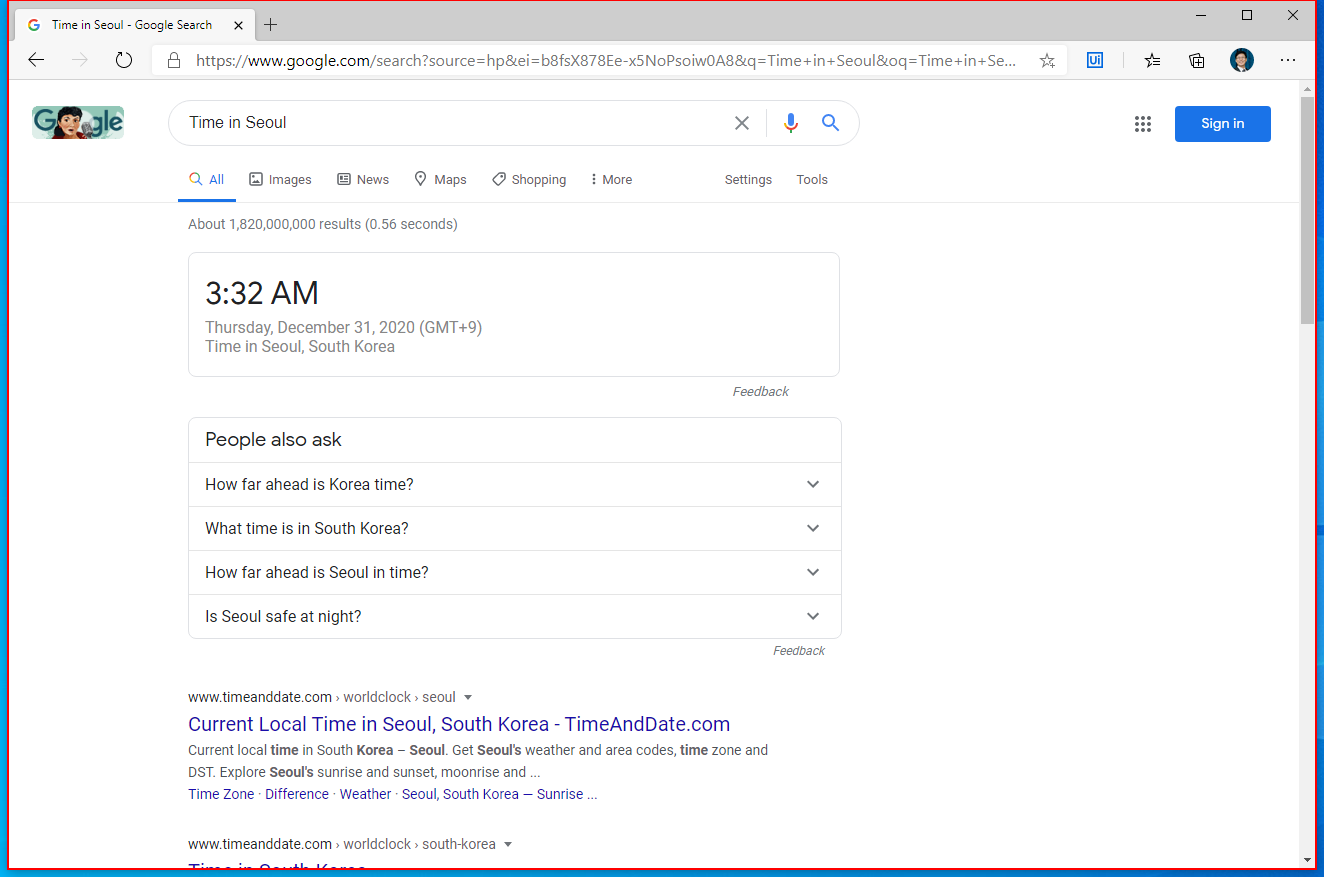 Time in Seoul - Google Search
https://www.google.com/search?source=hp&ei=b8fsX878Ee-x5NoPsoiw0A8&q=Time+in+Seoul&oq=Time+in+Se...
Ui
Google
Time in Seoul
Sign in
All Images News Maps Shopping More Settings Tools
About 1,820,000,000 results (0.56 seconds)
3:32 AM
Thursday, December 31, 2020 (GMT+9)
Time in Seoul, South Korea
Feedback
People also ask
How far ahead is Korea time?
What time is in South Korea?
How far ahead is Seoul in time?
Is Seoul safe at night?
Feedback
www.timeanddate.com › worldclock › seoul
Current Local Time in Seoul, South Korea - TimeAndDate.com
Current local time in South Korea – Seoul. Get Seoul's weather and area codes, time zone and
DST. Explore Seoul's sunrise and sunset, moonrise and ...
Time Zone · Difference · Weather · Seoul, South Korea — Sunrise ...
www.timeanddate.com › worldclock › south-korea
Time in South Korea